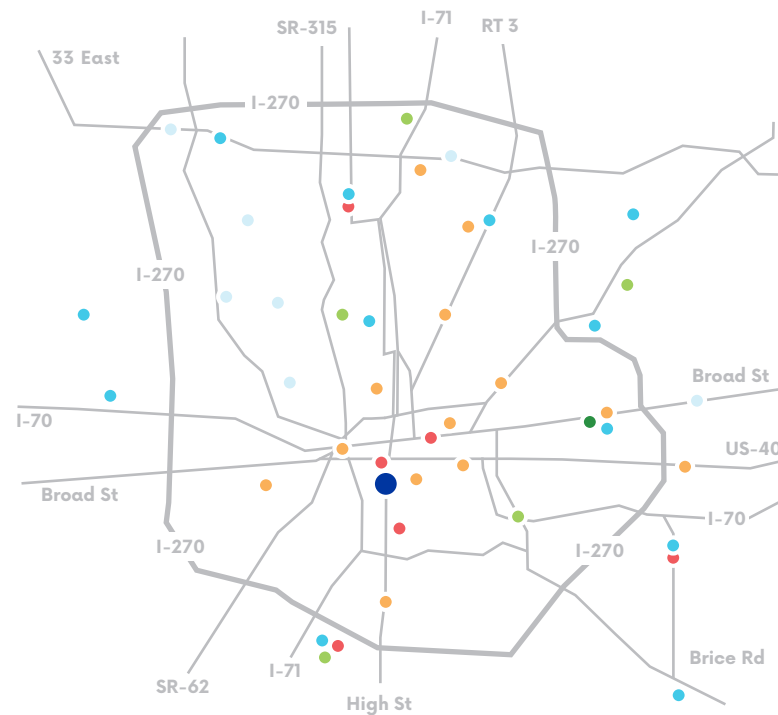 I-71
RT 3
SR-315
33 East
I-270
I-270
I-270
Broad St
I-70
US-40
Broad St
I-70
I-270
I-270
Brice Rd
I-71
SR-62
High St